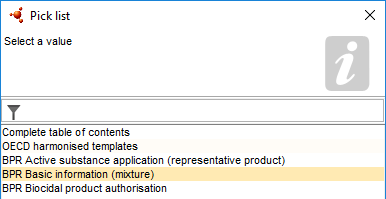 Pick list
Select a value
Complete table of contents
OECD harmonised templates
BPR Active substance application (representative product)
BPR Basic information (mixture)
BPR Biocidal product authorisation